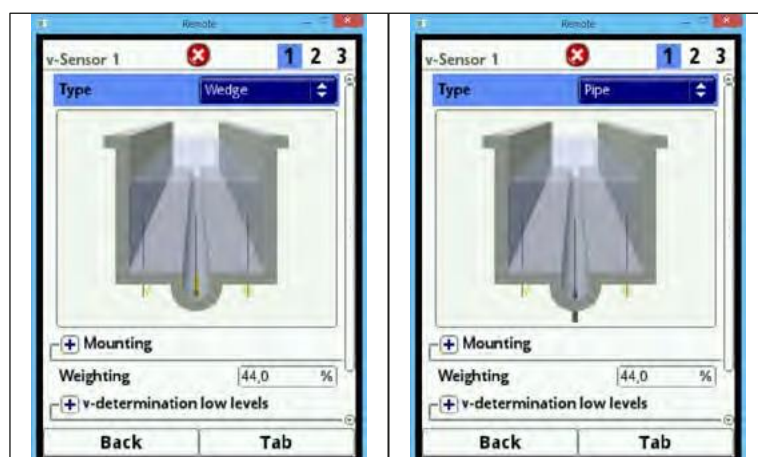 Remote
v-Sensor 1 1 2 3
Type Wedge
Mounting
Weighting 44,0 %
v-determination low levels
Back Tab
Remote
v-Sensor 1 1 2 3
Type Pipe
Mounting
Weighting 44,0 %
v-determination low levels
Back Tab